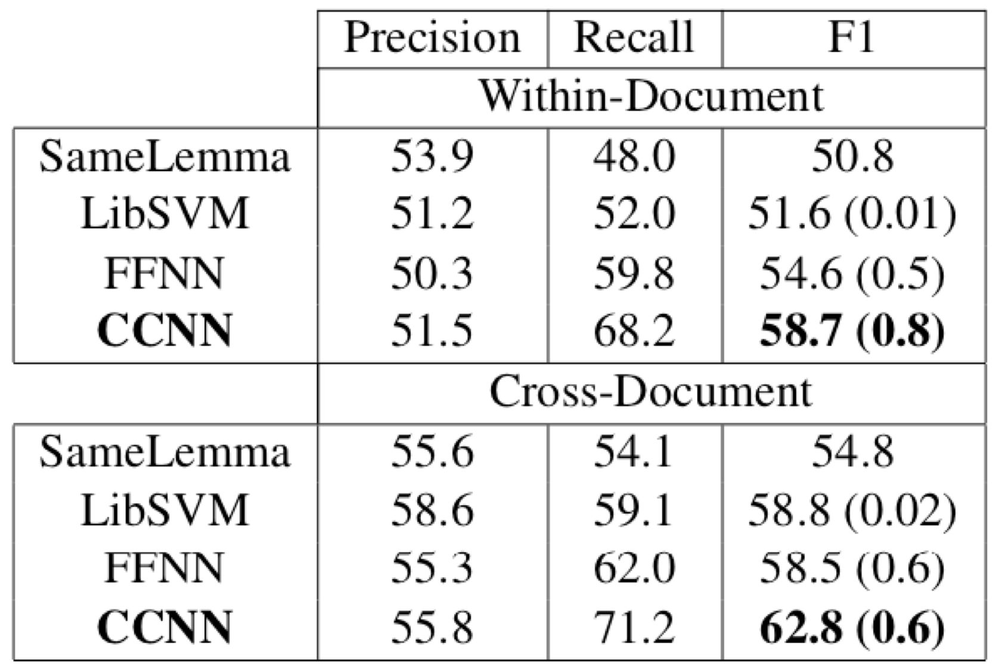 Precision Recall F1
Within-Document
SameLemma 53.9 48.0 50.8
LibSVM 51.2 52.0 51.6 (0.01)
FFNN 50.3 59.8 54.6 (0.5)
CCNN 51.5 68.2 58.7 (0.8)
Cross-Document
SameLemma 55.6 54.1 54.8
LibSVM 58.6 59.1 58.8 (0.02)
FFNN 55.3 62.0 58.5 (0.6)
CCNN 55.8 71.2 62.8 (0.6)